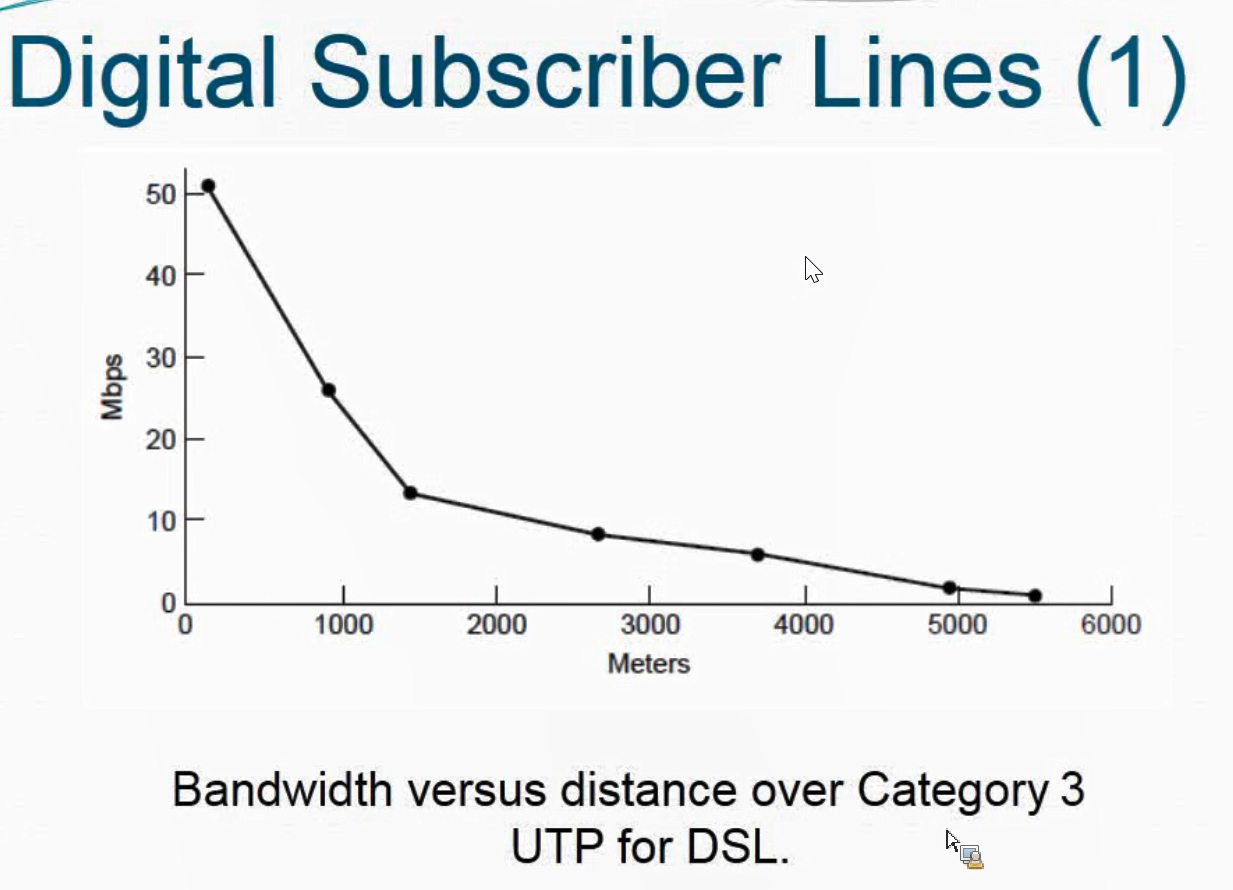 Digital Subscriber Lines (1)
50
40
30
20
10
0
Mbps
0 1000 2000 3000 4000 5000 6000
Meters
Bandwidth versus distance over Category 3
UTP for DSL.